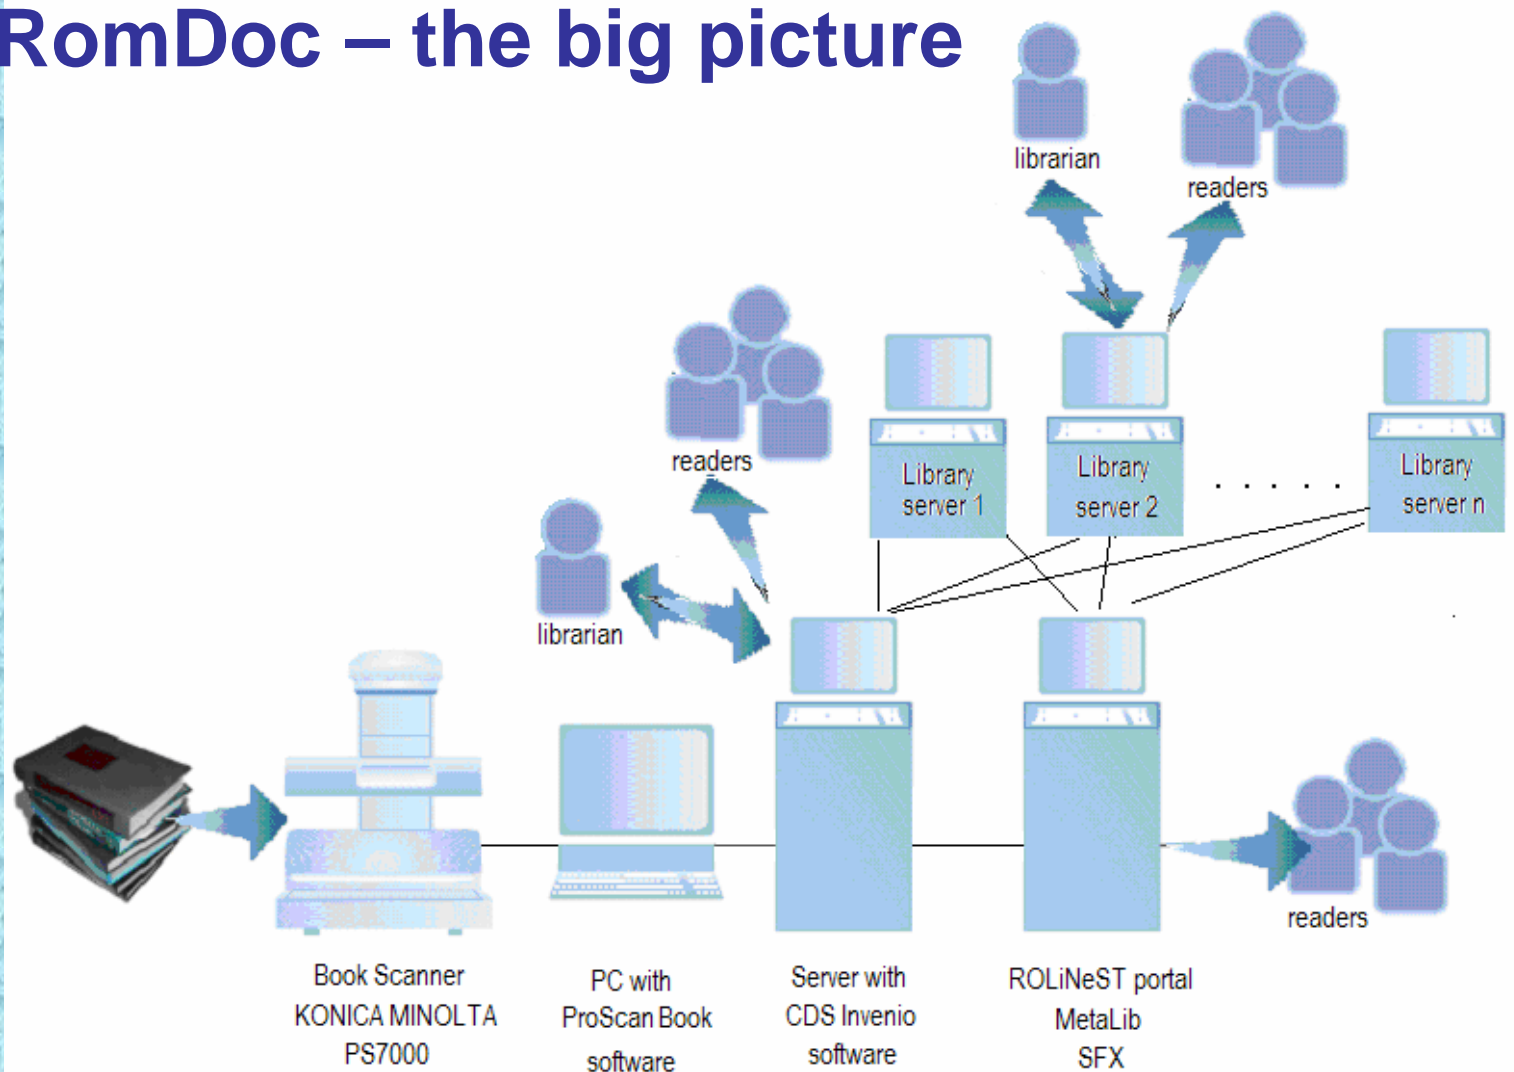 RomDoc – the big picture
librarian
readers
readers
librarian
Library
server 1
Library
server 2
. . . . .
Library
server n
readers
Book Scanner
KONICA MINOLTA
PS7000
PC with
ProScan Book
software
Server with
CDS Invenio
software
ROLiNeST portal
MetaLib
SFX